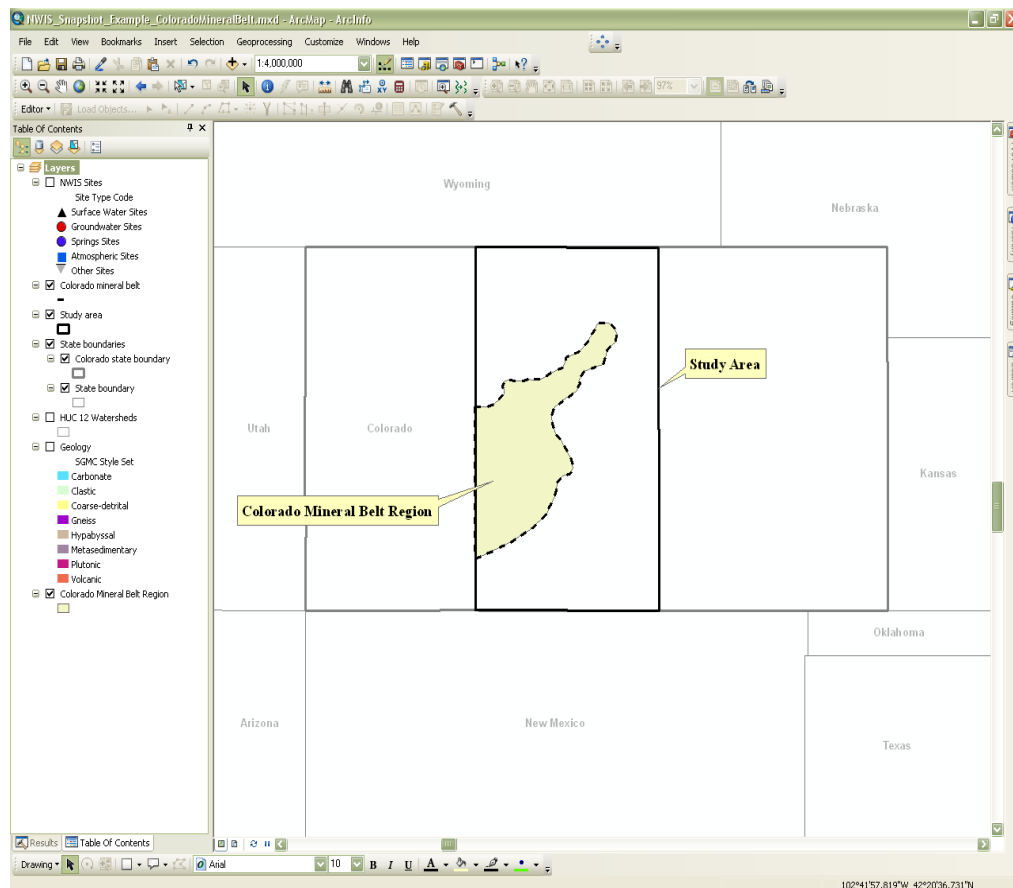 NWIS_Snapshot_Example_ColoradoMineralBelt.mxd - ArcMap - ArcInfo
File Edit View Bookmarks Insert Selection Geoprocessing Customize Windows Help
1:4,000,000
97%
Editor Load Objects...
Table Of Contents
Layers
NWIS Sites
Site Type Code
Surface Water Sites
Groundwater Sites
Springs Sites
Atmospheric Sites
Other Sites
Colorado mineral belt
Study area
State boundaries
Colorado state boundary
State boundary
HUC 12 Watersheds
Geology
SGMC Style Set
Carbonate
Clastic
Coarse-detrital
Gneiss
Hypabyssal
Metasedimentary
Plutonic
Volcanic
Colorado Mineral Belt Region
Wyoming
Nebraska
Study Area
Utah
Colorado
Kansas
Colorado Mineral Belt Region
Oklahoma
Arizona
New Mexico
Texas
Results Table Of Contents
Drawing Arial 10 B I U A
102°41'57.819"W 42°20'36.731"N